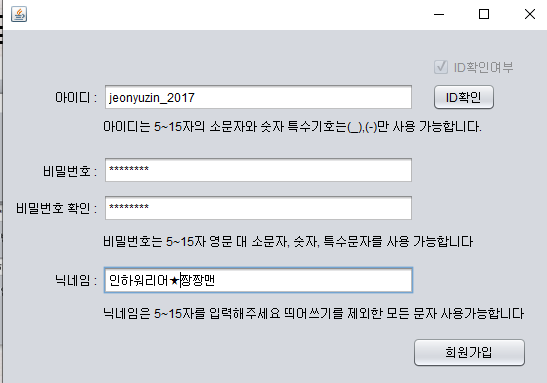 ID확인여부
아이디 : jeonyuzin_2017 ID확인
아이디는 5~15자의 소문자와 숫자 특수기호는(_),(-)만 사용 가능합니다.
비밀번호 : ********
비밀번호 확인 : ********
비밀번호는 5~15자 영문 대 소문자, 숫자, 특수문자를 사용 가능합니다
닉네임 : 인하워리어★짱짱맨
닉네임은 5~15자를 입력해주세요 띄어쓰기를 제외한 모든 문자 사용가능합니다
회원가입